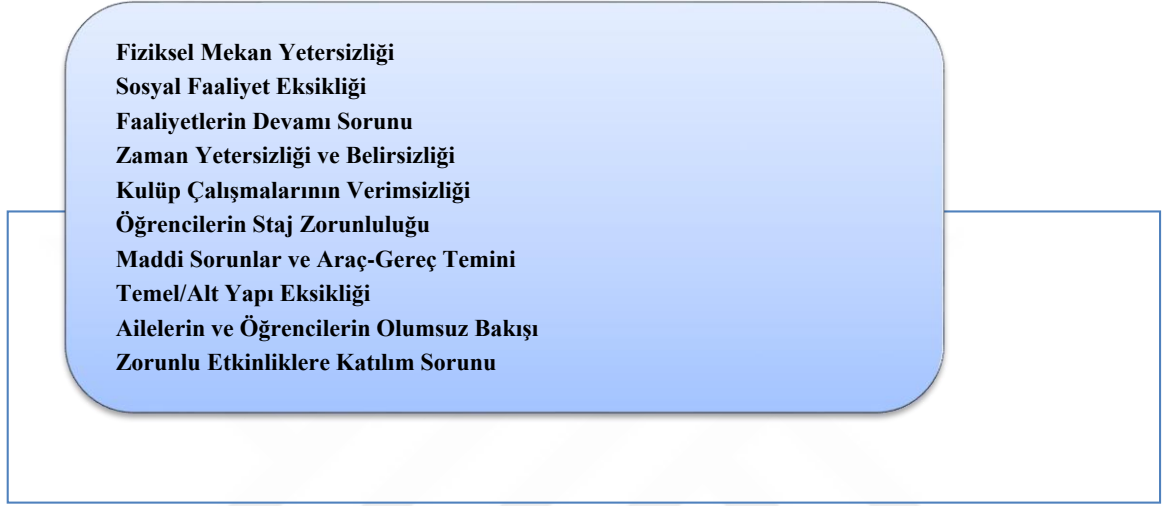 Fiziksel Mekan Yetersizliği
Sosyal Faaliyet Eksikliği
Faaliyetlerin Devamı Sorunu
Zaman Yetersizliği ve Belirsizliği
Kulüp Çalışmalarının Verimsizliği
Öğrencilerin Staj Zorunluluğu
Maddi Sorunlar ve Araç-Gereç Temini
Temel/Alt Yapı Eksikliği
Ailelerin ve Öğrencilerin Olumsuz Bakışı
Zorunlu Etkinliklere Katılım Sorunu